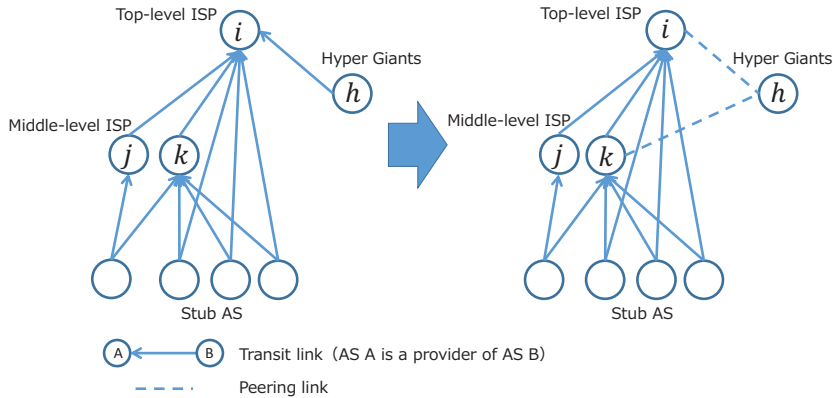 Top-level ISP
i
Hyper Giants
h
Middle-level ISP
j
k
Stub AS
Top-level ISP
i
Hyper Giants
h
Middle-level ISP
j
k
Stub AS
A
B
Transit link（AS A is a provider of AS B）
Peering link